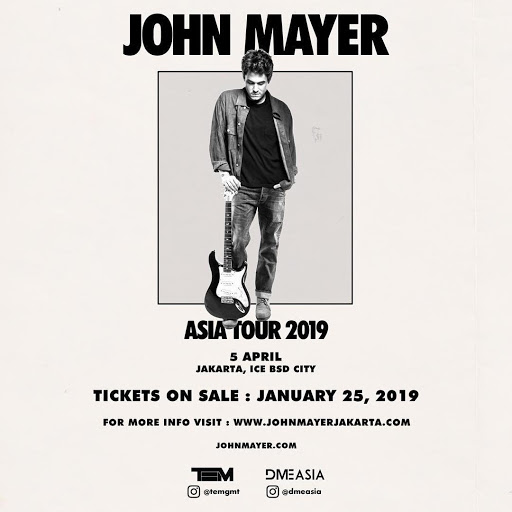 JOHN MAYER
ASIA TOUR 2019
5 APRIL
JAKARTA, ICE BSD CITY
TICKETS ON SALE : JANUARY 25, 2019
FOR MORE INFO VISIT : WWW.JOHNMAYERJAKARTA.COM
JOHNMAYER.COM
TEM DMEASIA
@temgmt @dmeasia